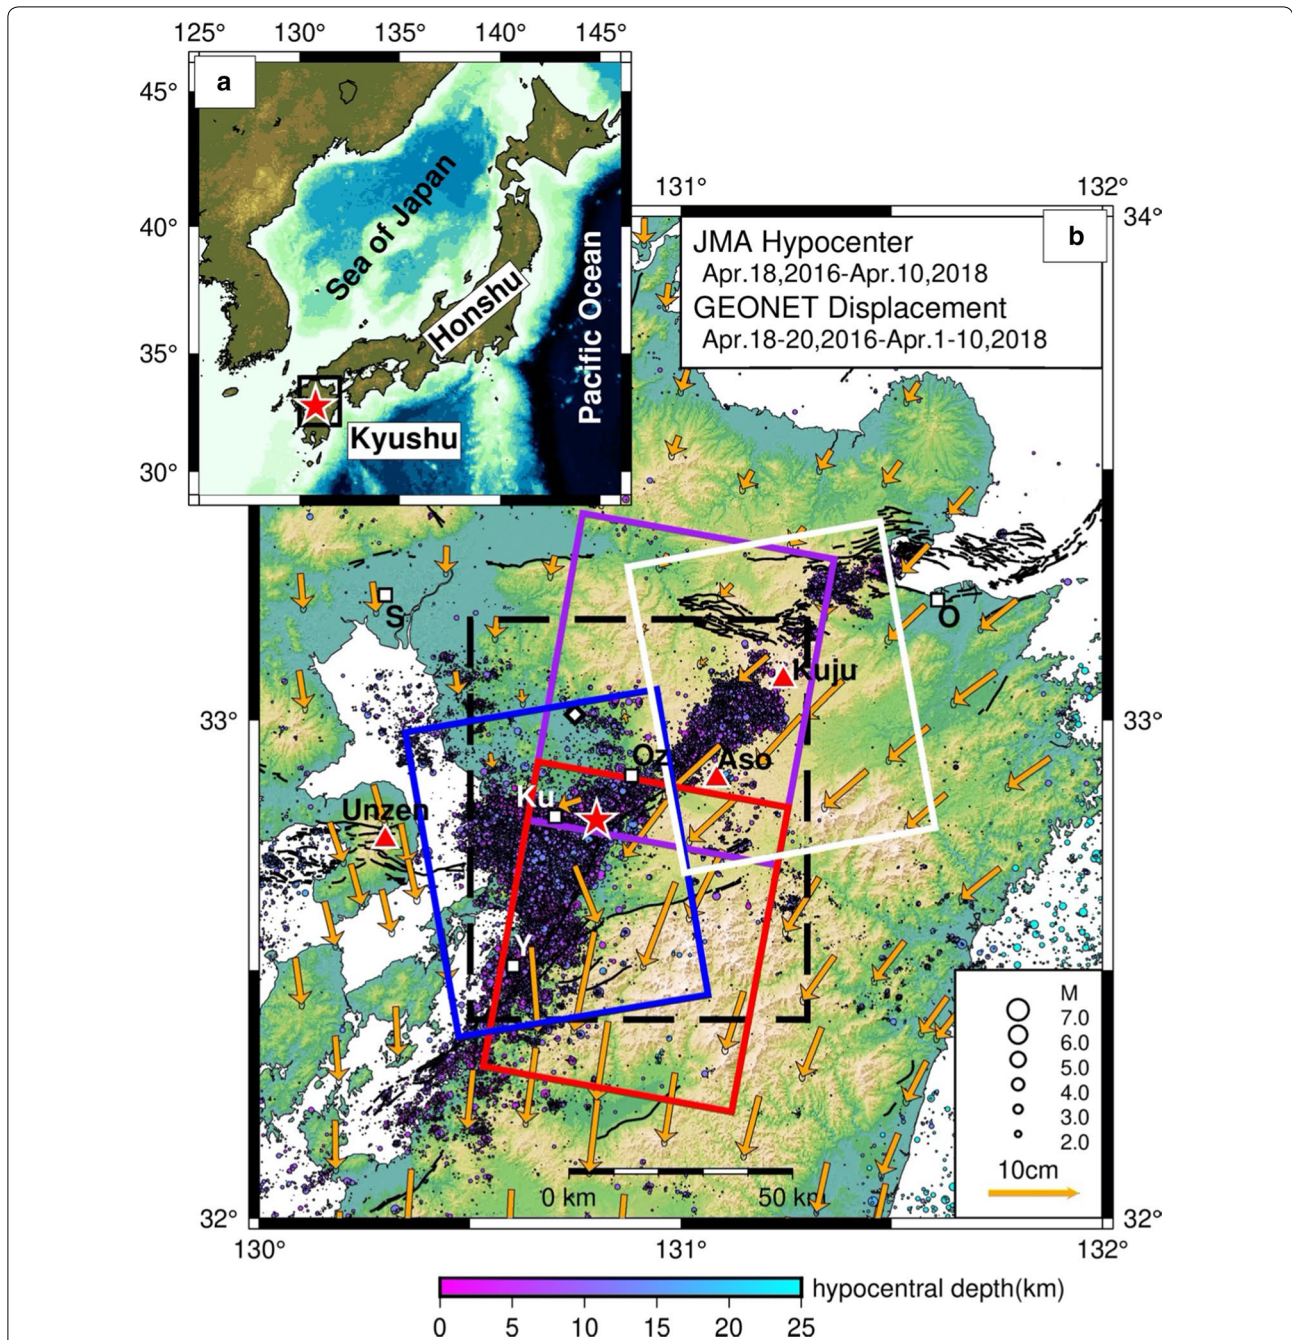 125° 130° 135° 140° 145°
a
45°
40°
35°
30°
Sea of Japan
Honshu
Pacific Ocean
Kyushu
131° 132°
34°
b
JMA Hypocenter
Apr.18,2016-Apr.10,2018
GEONET Displacement
Apr.18-20,2016-Apr.1-10,2018
S
O
Kuju
33° 33°
Oz
Aso
Ku
Unzen
Y
M
7.0
6.0
5.0
4.0
3.0
2.0
10cm
0 km 50 km
32° 32°
130° 131° 132°
hypocentral depth(km)
0 5 10 15 20 25